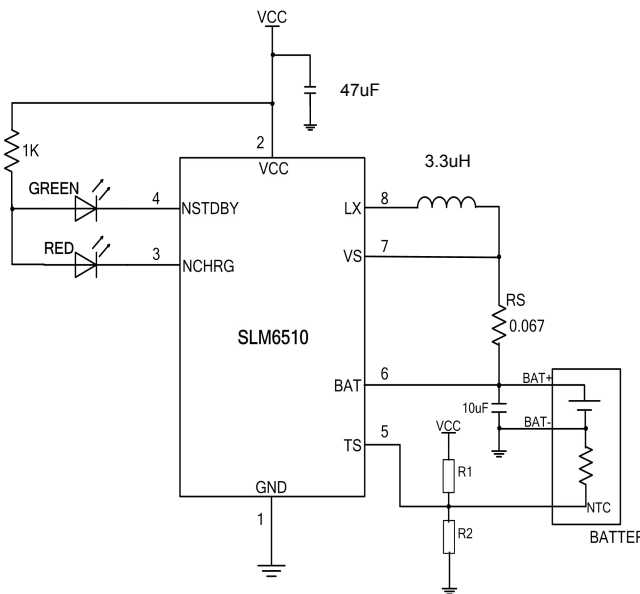 VCC
47uF
1K
2
VCC
3.3uH
GREEN
4
NSTDBY
LX
8
RED
3
NCHRG
VS
7
RS
0.067
SLM6510
BAT
6
BAT+
10uF
BAT-
VCC
TS
5
R1
GND
NTC
1
R2
BATTER